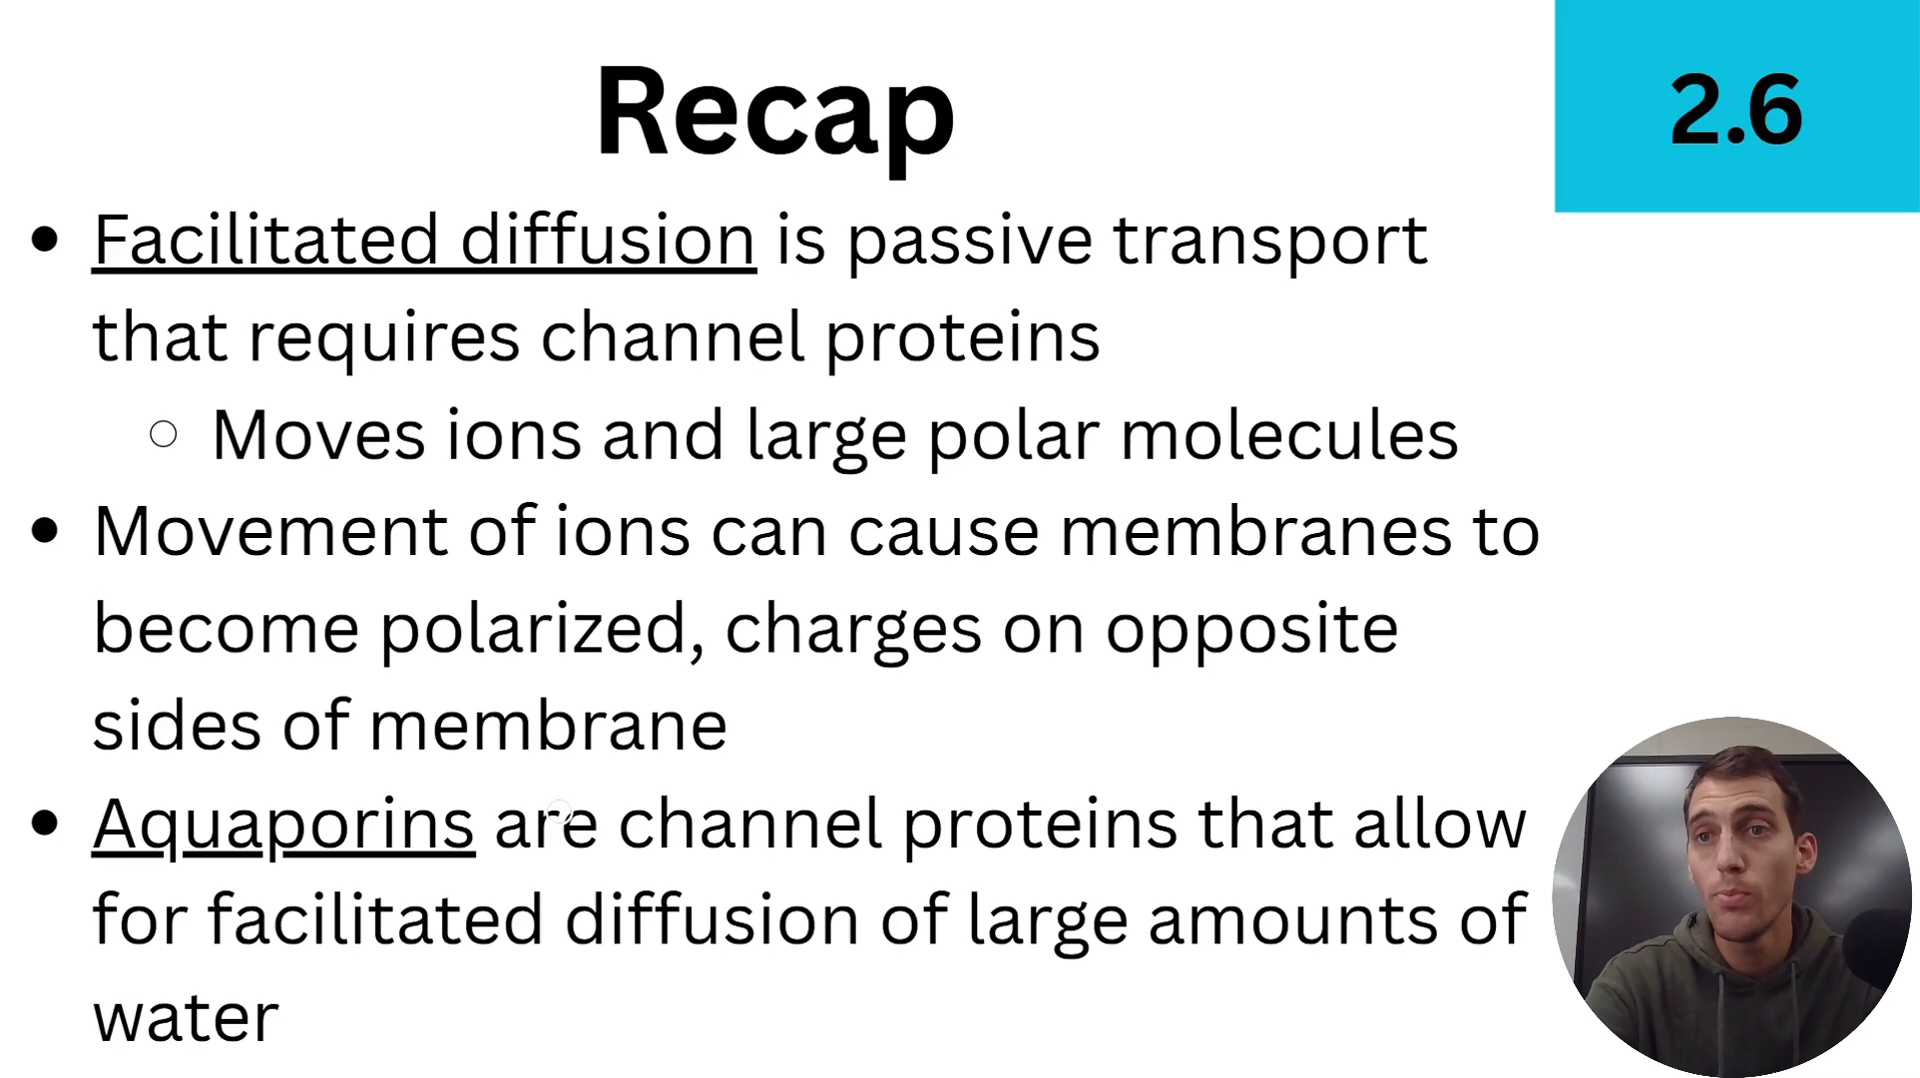 Recap
2.6
• Facilitated diffusion is passive transport
that requires channel proteins
○ Moves ions and large polar molecules
• Movement of ions can cause membranes to
become polarized, charges on opposite
sides of membrane
• Aquaporins are channel proteins that allow
for facilitated diffusion of large amounts of
water